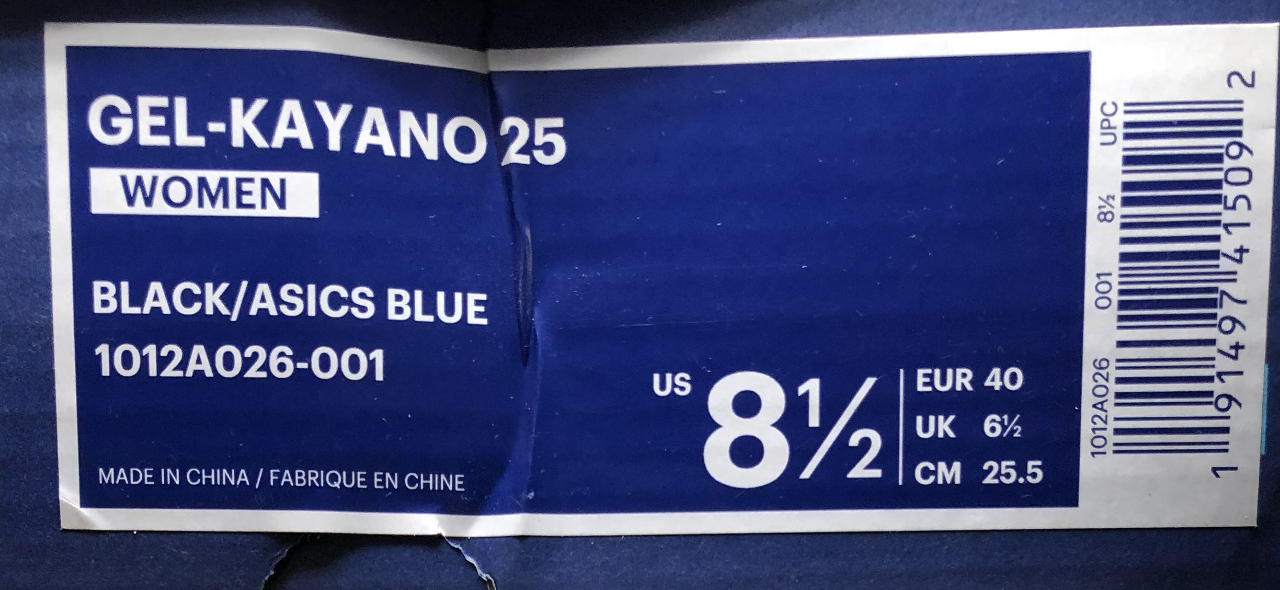 GEL-KAYANO 25
WOMEN
BLACK/ASICS BLUE
1012A026-001
MADE IN CHINA / FABRIQUE EN CHINE
US 8½
EUR 40
UK 6½
CM 25.5
1012A026 001 8½ UPC
1 91497 41509 2